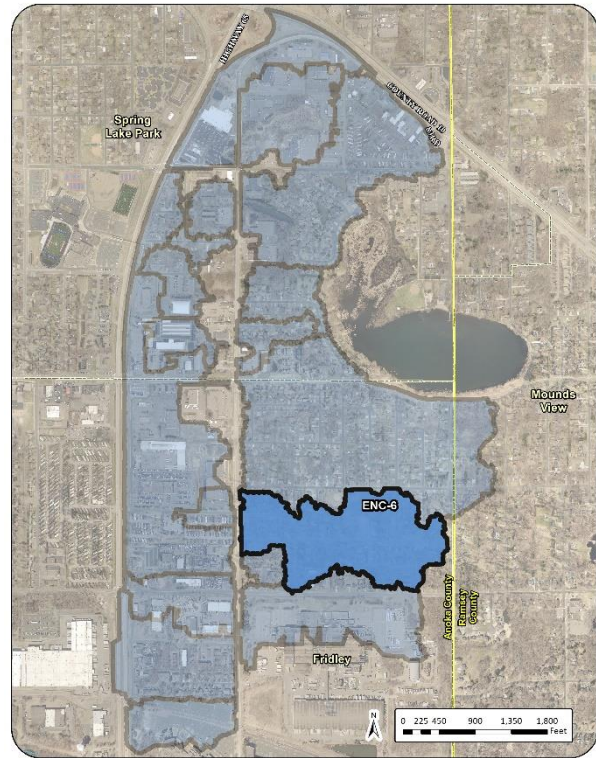 HIGHWAY 65
COUNTY ROAD 10
Spring
Lake Park
Mounds
View
ENC-6
Anoka County
Ramsey
County
Fridley
N
0 225 450 900 1,350 1,800
Feet